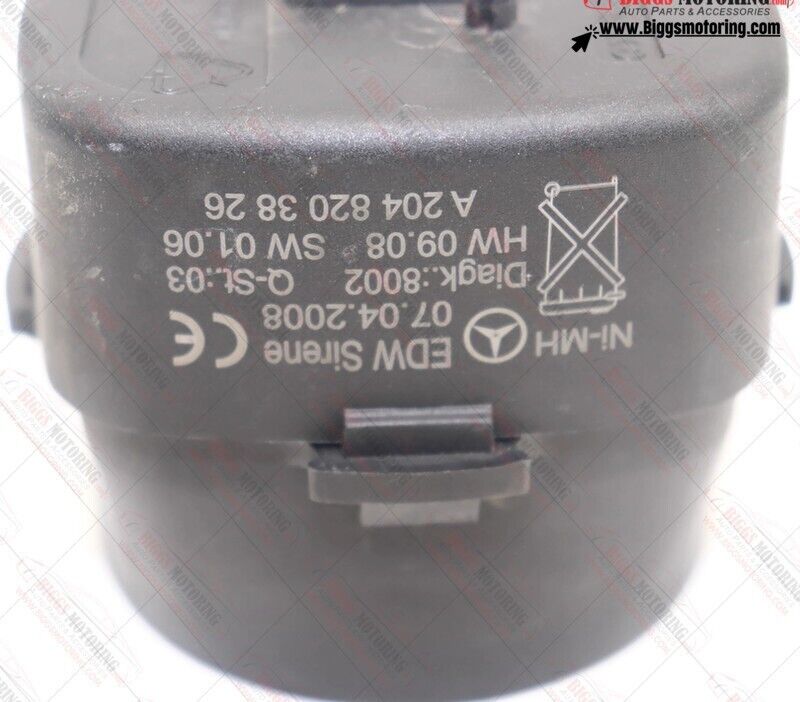 BIGGS MOTORING.com
AUTO PARTS & ACCESSORIES
www.Biggsmotoring.com
Ni-MH
EDW Sirene
07.04.2008
Diagk.:8002 Q-St.:03
HW 09.08 SW 01.06
A 204 820 38 26
CE